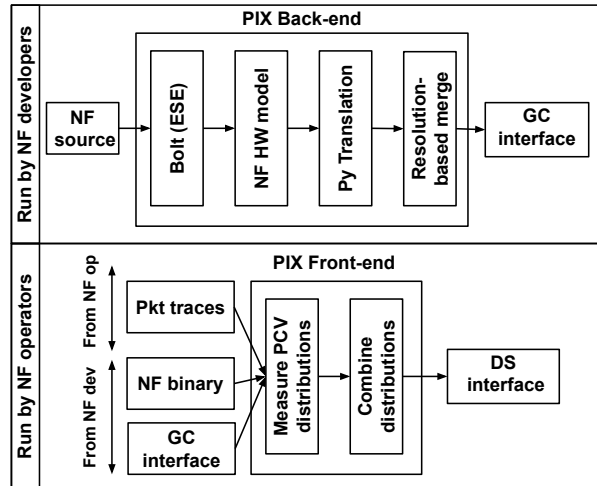 Run by NF developers
PIX Back-end
NF
source
Bolt (ESE)
NF HW model
Py Translation
Resolution-
based merge
GC
interface
Run by NF operators
PIX Front-end
From NF op
From NF dev
Pkt traces
NF binary
GC
interface
Measure PCV
distributions
Combine
distributions
DS
interface